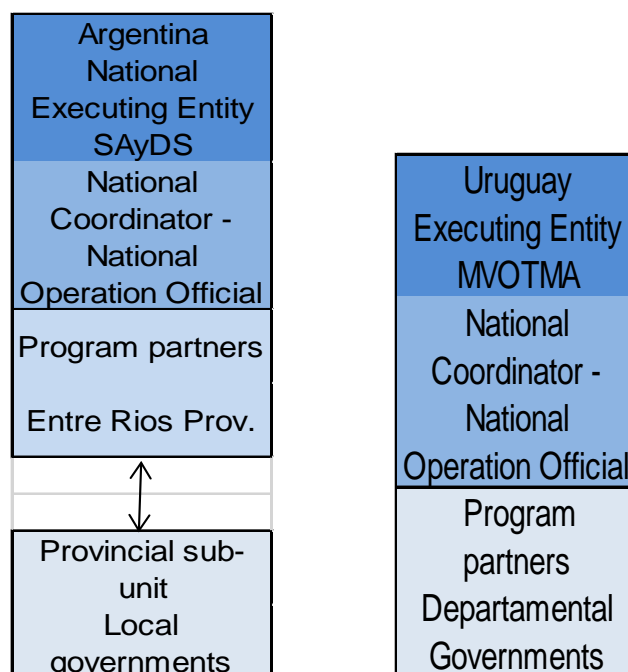 Argentina
National
Executing Entity
SAyDS
National
Coordinator -
National
Operation Official
Program partners
Entre Rios Prov.
Provincial sub-
unit
Local
governments
Uruguay
Executing Entity
MVOTMA
National
Coordinator -
National
Operation Official
Program
partners
Departamental
Governments